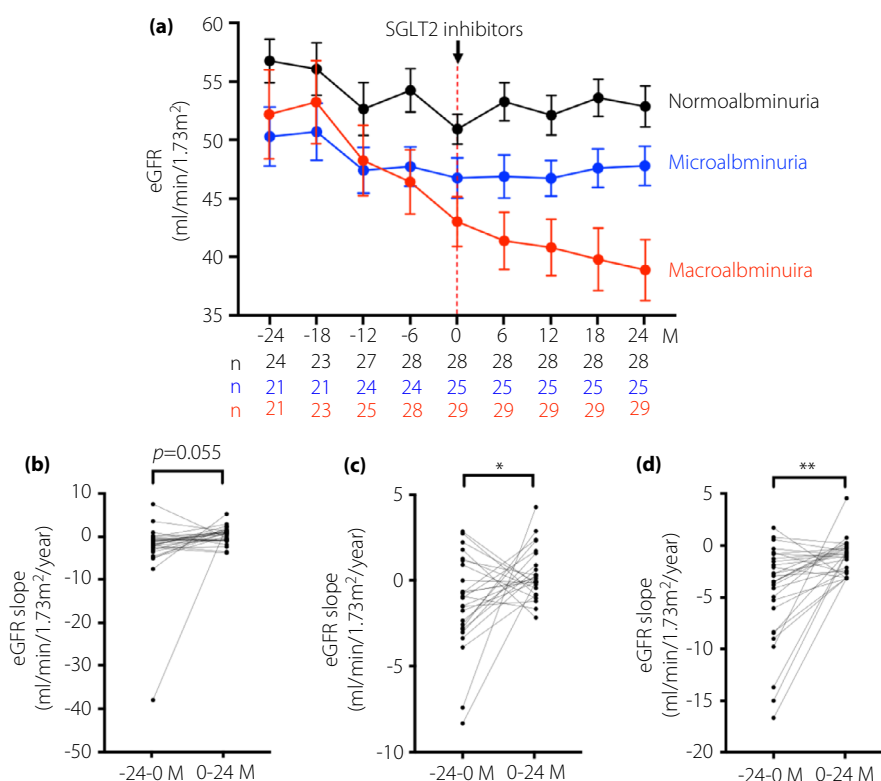 (a)
SGLT2 inhibitors
60
55
50
45
40
35
eGFR
(ml/min/1.73m²)
Normoalbminuria
Microalbminuria
Macroalbminuira
-24 -18 -12 -6 0 6 12 18 24 M
n 24 23 27 28 28 28 28 28 28
n 21 21 24 24 25 25 25 25 25
n 21 23 25 28 29 29 29 29 29
(b)
p=0.055
10
0
-10
-20
-30
-40
-50
eGFR slope
(ml/min/1.73m²/year)
-24-0 M 0-24 M
(c)
*
5
0
-5
-10
eGFR slope
(ml/min/1.73m²/year)
-24-0 M 0-24 M
(d)
**
5
0
-5
-10
-15
-20
eGFR slope
(ml/min/1.73m²/year)
-24-0 M 0-24 M